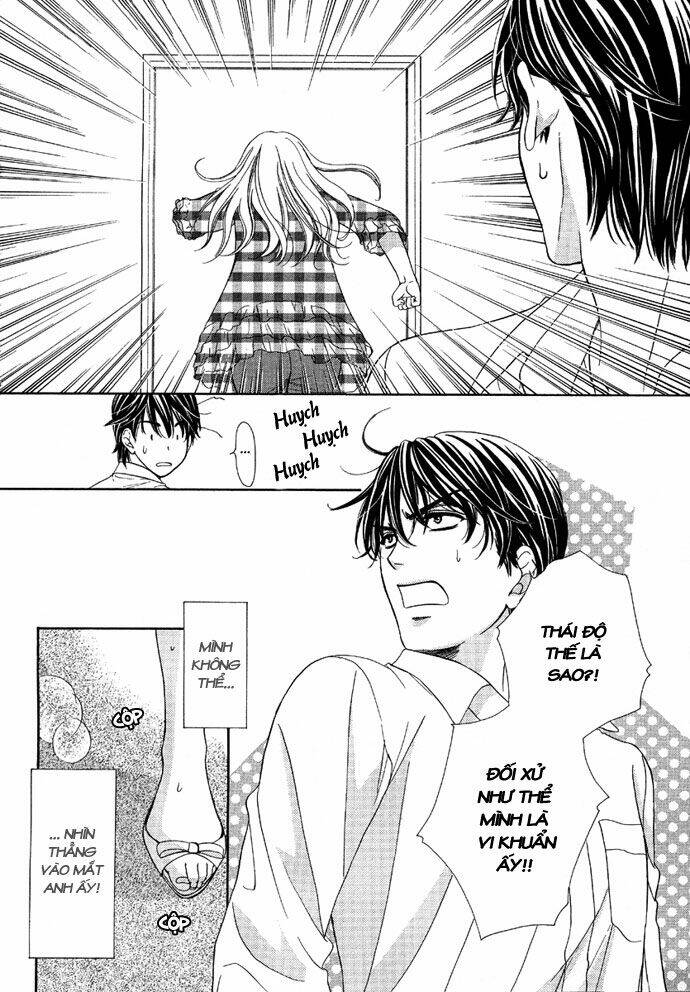 ...
Huỵch
Huỵch
Huỵch
THÁI ĐỘ
THẾ LÀ
SAO?!
ĐỐI XỬ
NHƯ THỂ
MÌNH LÀ
VI KHUẨN
ẤY!!
MÌNH
KHÔNG
THỂ...
CỘP
... NHÌN
THẲNG
VÀO MẮT
ANH ẤY!
CỘP